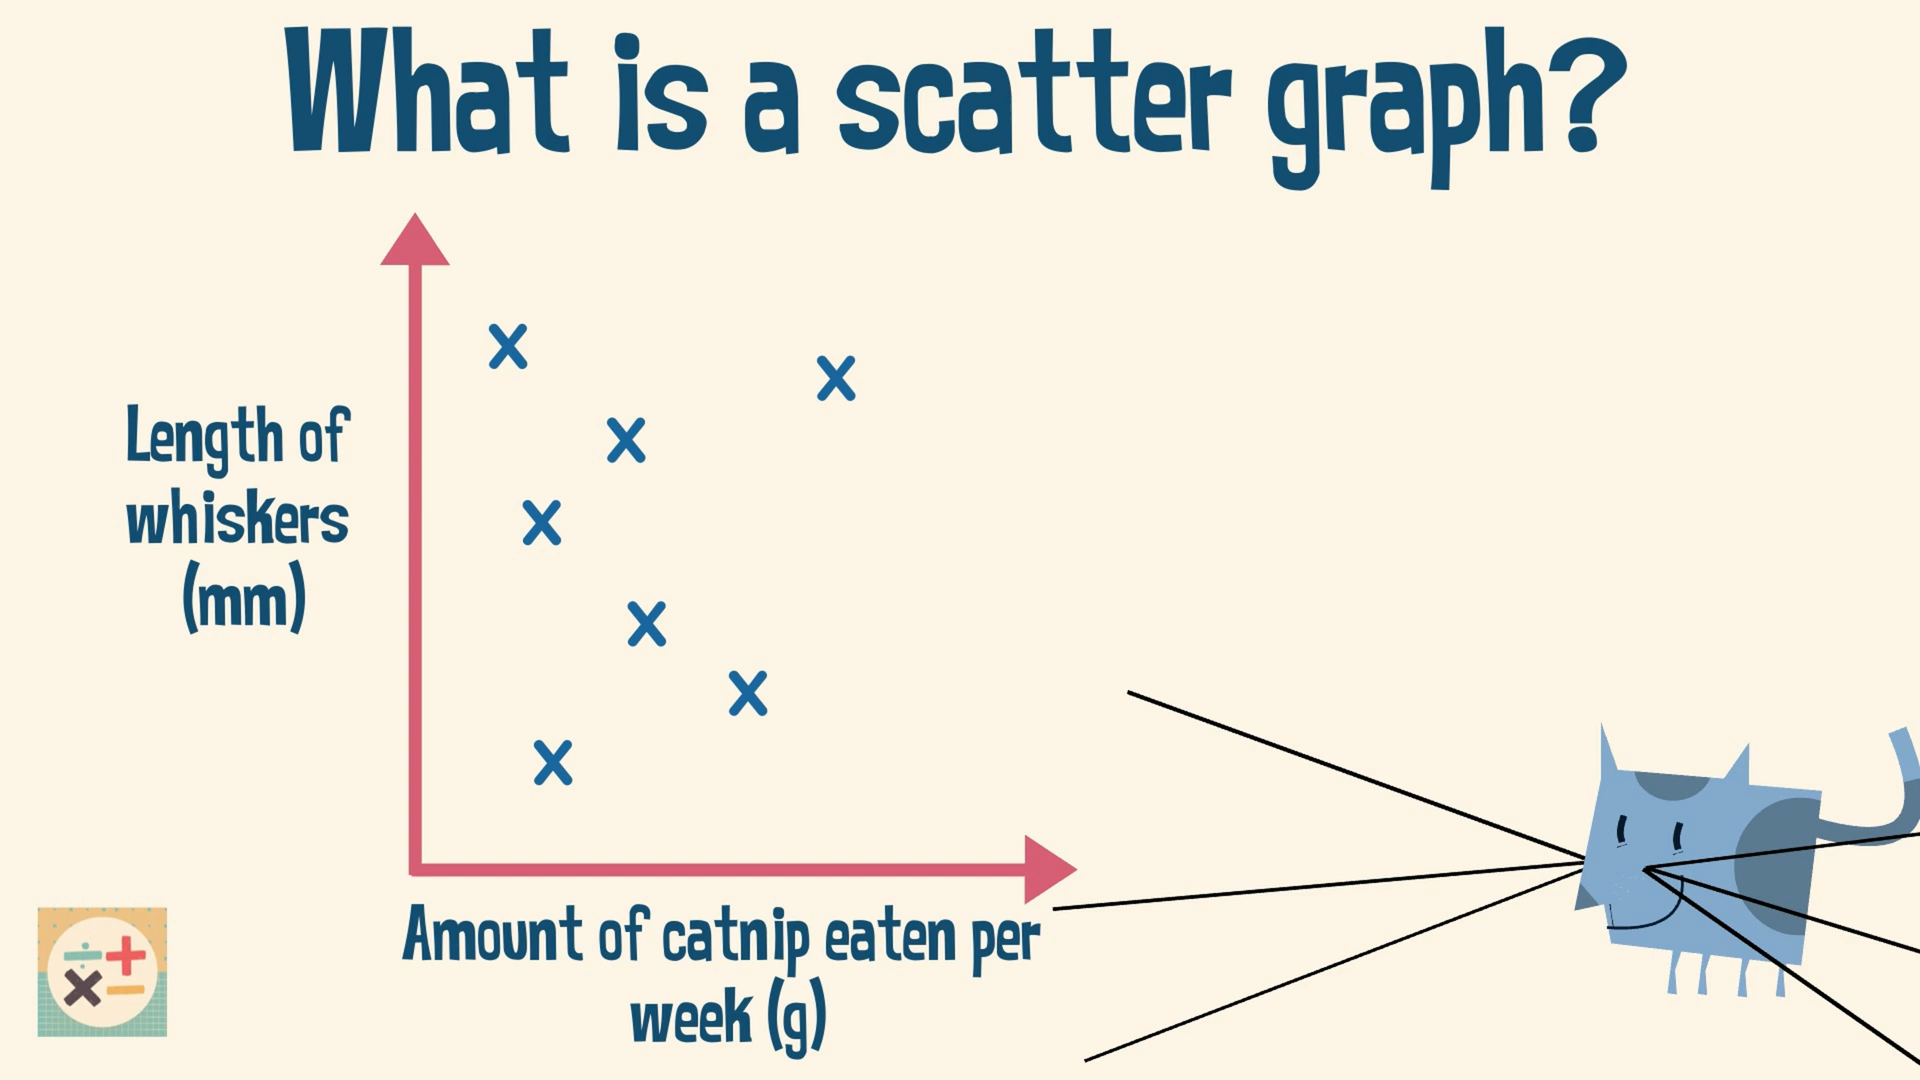 What is a scatter graph?
Length of
whiskers
(mm)
Amount of catnip eaten per
week (g)